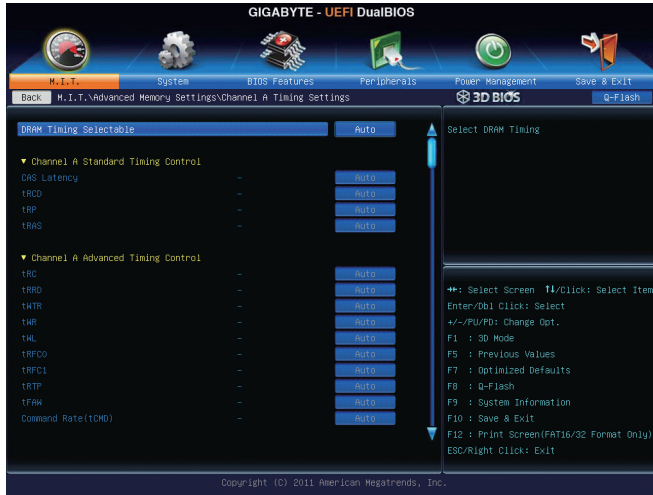 GIGABYTE - UEFI DualBIOS
M.I.T.
System
BIOS Features
Peripherals
Power Management
Save & Exit
Back M.I.T.\Advanced Memory Settings\Channel A Timing Settings
3D BIOS
Q-Flash
DRAM Timing Selectable Auto
▼ Channel A Standard Timing Control
CAS Latency - Auto
tRCD - Auto
tRP - Auto
tRAS - Auto
▼ Channel A Advanced Timing Control
tRC - Auto
tRRD - Auto
tWTR - Auto
tWR - Auto
tWL - Auto
tRFC0 - Auto
tRFC1 - Auto
tRTP - Auto
tFAW - Auto
Command Rate(tCMD) - Auto
Select DRAM Timing
→←: Select Screen ↑↓/Click: Select Item
Enter/Dbl Click: Select
+/-/PU/PD: Change Opt.
F1 : 3D Mode
F5 : Previous Values
F7 : Optimized Defaults
F8 : Q-Flash
F9 : System Information
F10 : Save & Exit
F12 : Print Screen(FAT16/32 Format Only)
ESC/Right Click: Exit
Copyright (C) 2011 American Megatrends, Inc.